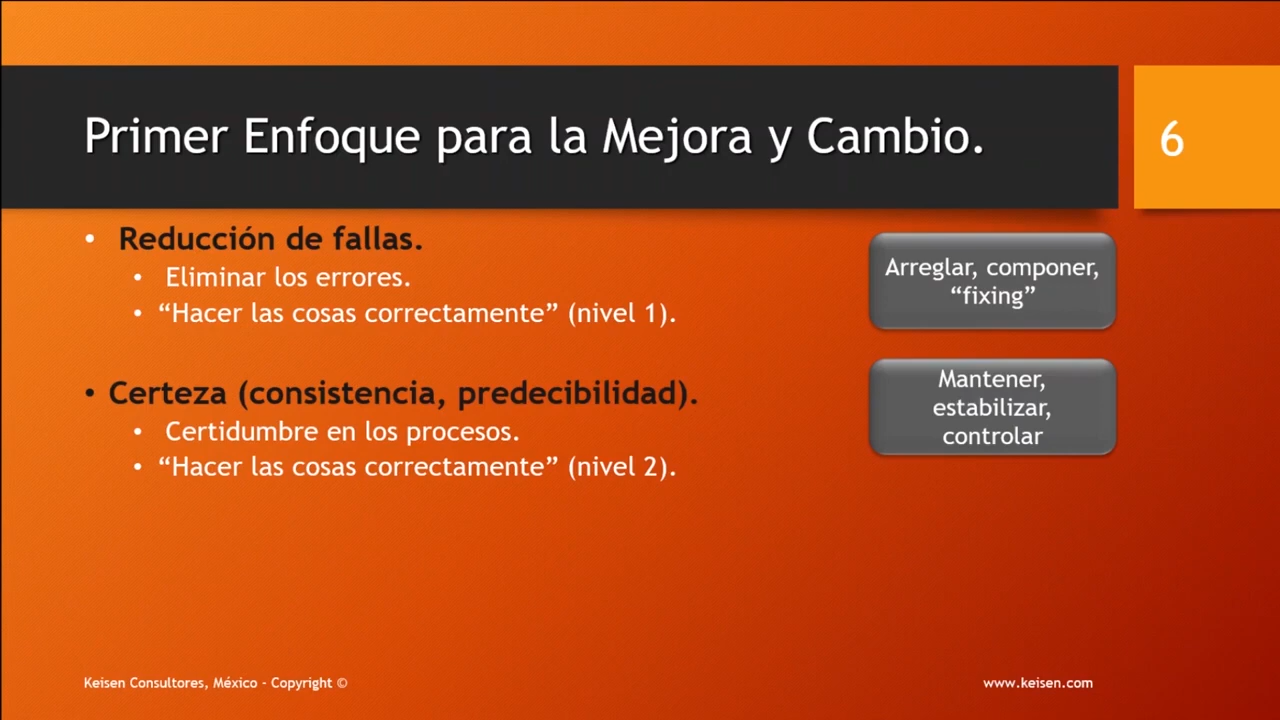 Primer Enfoque para la Mejora y Cambio.
6
• Reducción de fallas.
• Eliminar los errores.
• “Hacer las cosas correctamente” (nivel 1).
Arreglar, componer,
“fixing”
• Certeza (consistencia, predecibilidad).
• Certidumbre en los procesos.
• “Hacer las cosas correctamente” (nivel 2).
Mantener,
estabilizar,
controlar
Keisen Consultores, México - Copyright ©
www.keisen.com